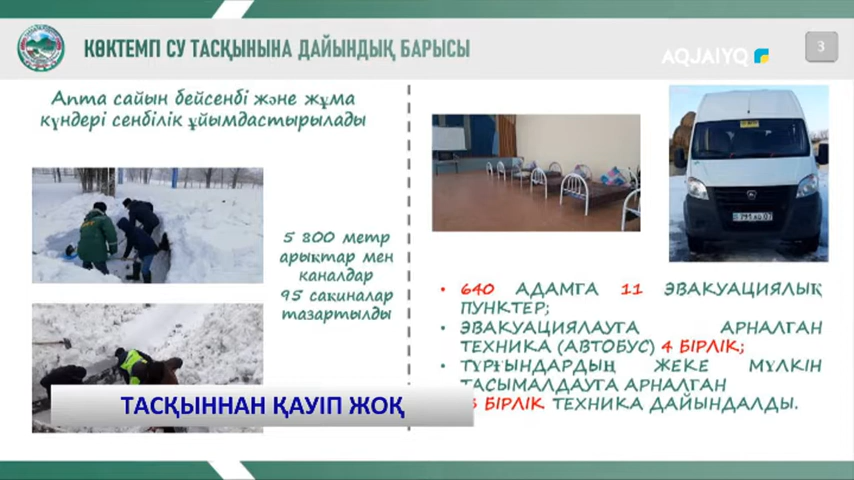 КӨКТЕМГІ СУ ТАСҚЫНЫНА ДАЙЫНДЫҚ БАРЫСЫ
AQJAIYQ
3
Апта сайын бейсенбі және жұма
күндері сенбілік ұйымдастырылады
5 800 метр
арықтар мен
каналдар
95 сақиналар
тазартылды
• 640 АДАМҒА 11 ЭВАКУАЦИЯЛЫҚ
ПУНКТЕР;
• ЭВАКУАЦИЯЛАУҒА АРНАЛҒАН
ТЕХНИКА (АВТОБУС) 4 БІРЛІК;
• ТҰРҒЫНДАРДЫҢ ЖЕКЕ МҮЛКІН
ТАСЫМАЛДАУҒА АРНАЛҒАН
БІРЛІК ТЕХНИКА ДАЙЫНДАЛДЫ.
ТАСҚЫННАН ҚАУІП ЖОҚ